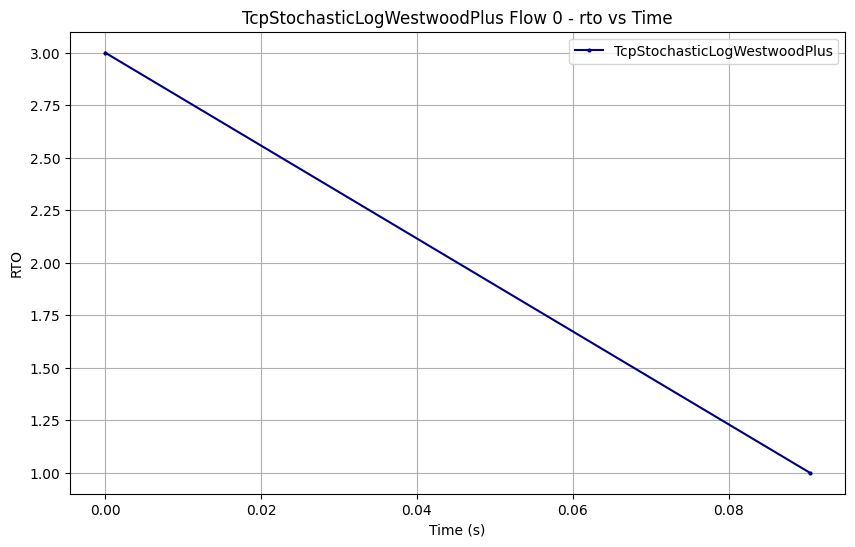 TcpStochasticLogWestwoodPlus Flow 0 - rto vs Time
TcpStochasticLogWestwoodPlus
3.00
2.75
2.50
2.25
2.00
1.75
1.50
1.25
1.00
RTO
0.00 0.02 0.04 0.06 0.08
Time (s)